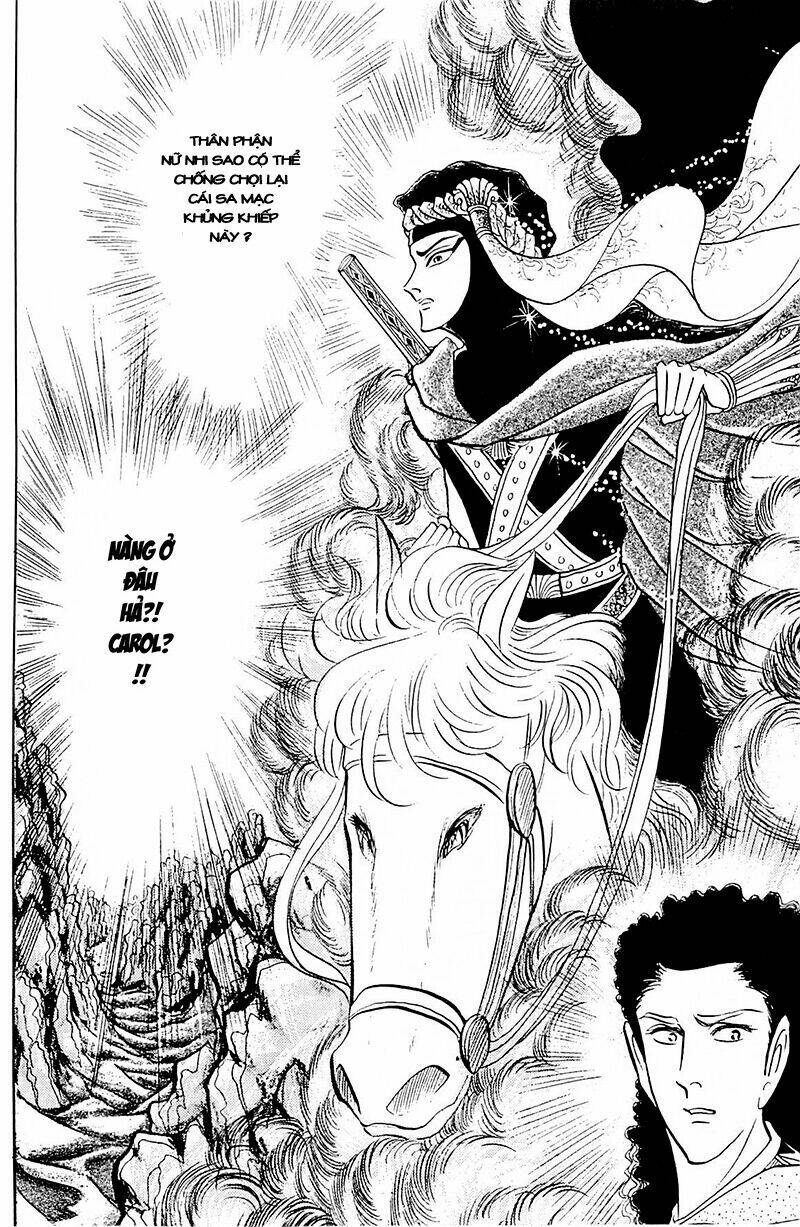 THÂN PHẬN
NỮ NHI SAO CÓ THỂ
CHỐNG CHỌI LẠI
CÁI SA MẠC
KHỦNG KHIẾP
NÀY ?
NÀNG Ở
ĐÂU
HẢ?!
CAROL?
!!